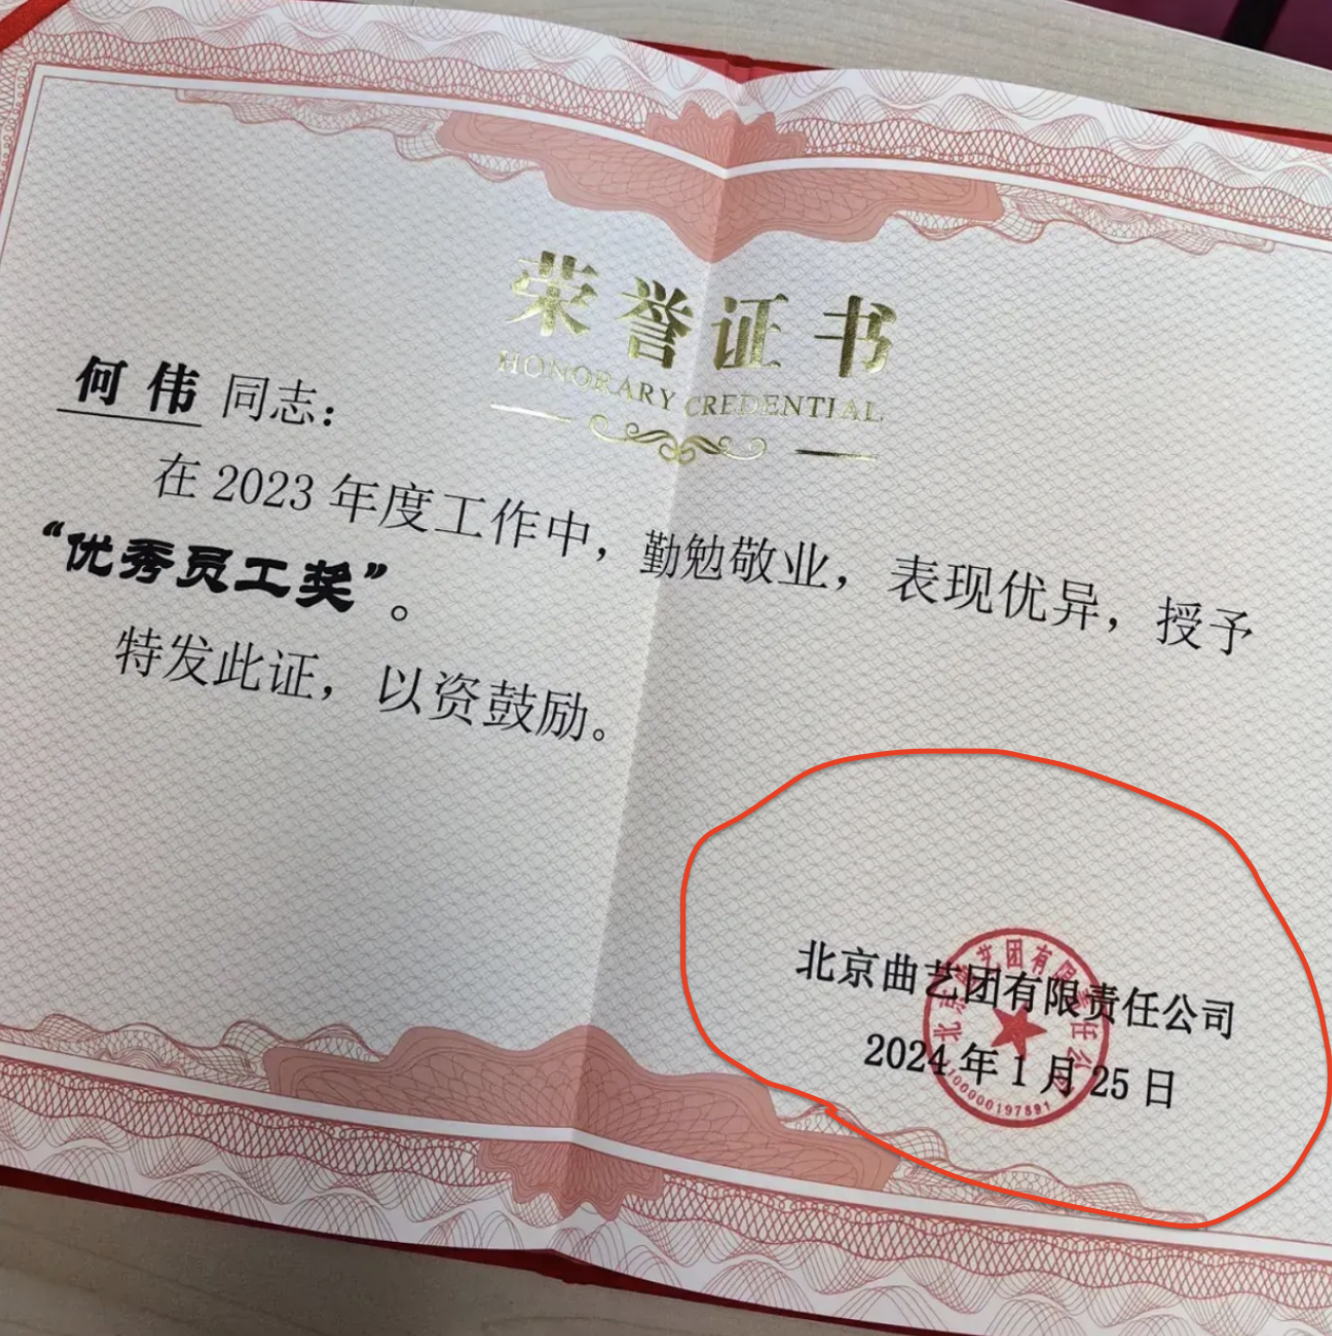 荣誉证书
HONORARY CREDENTIAL
何伟 同志：
在 2023 年度工作中，勤勉敬业，表现优异，授予
“优秀员工奖”。
特发此证，以资鼓励。
北京曲艺团有限责任公司
2024 年 1 月 25 日